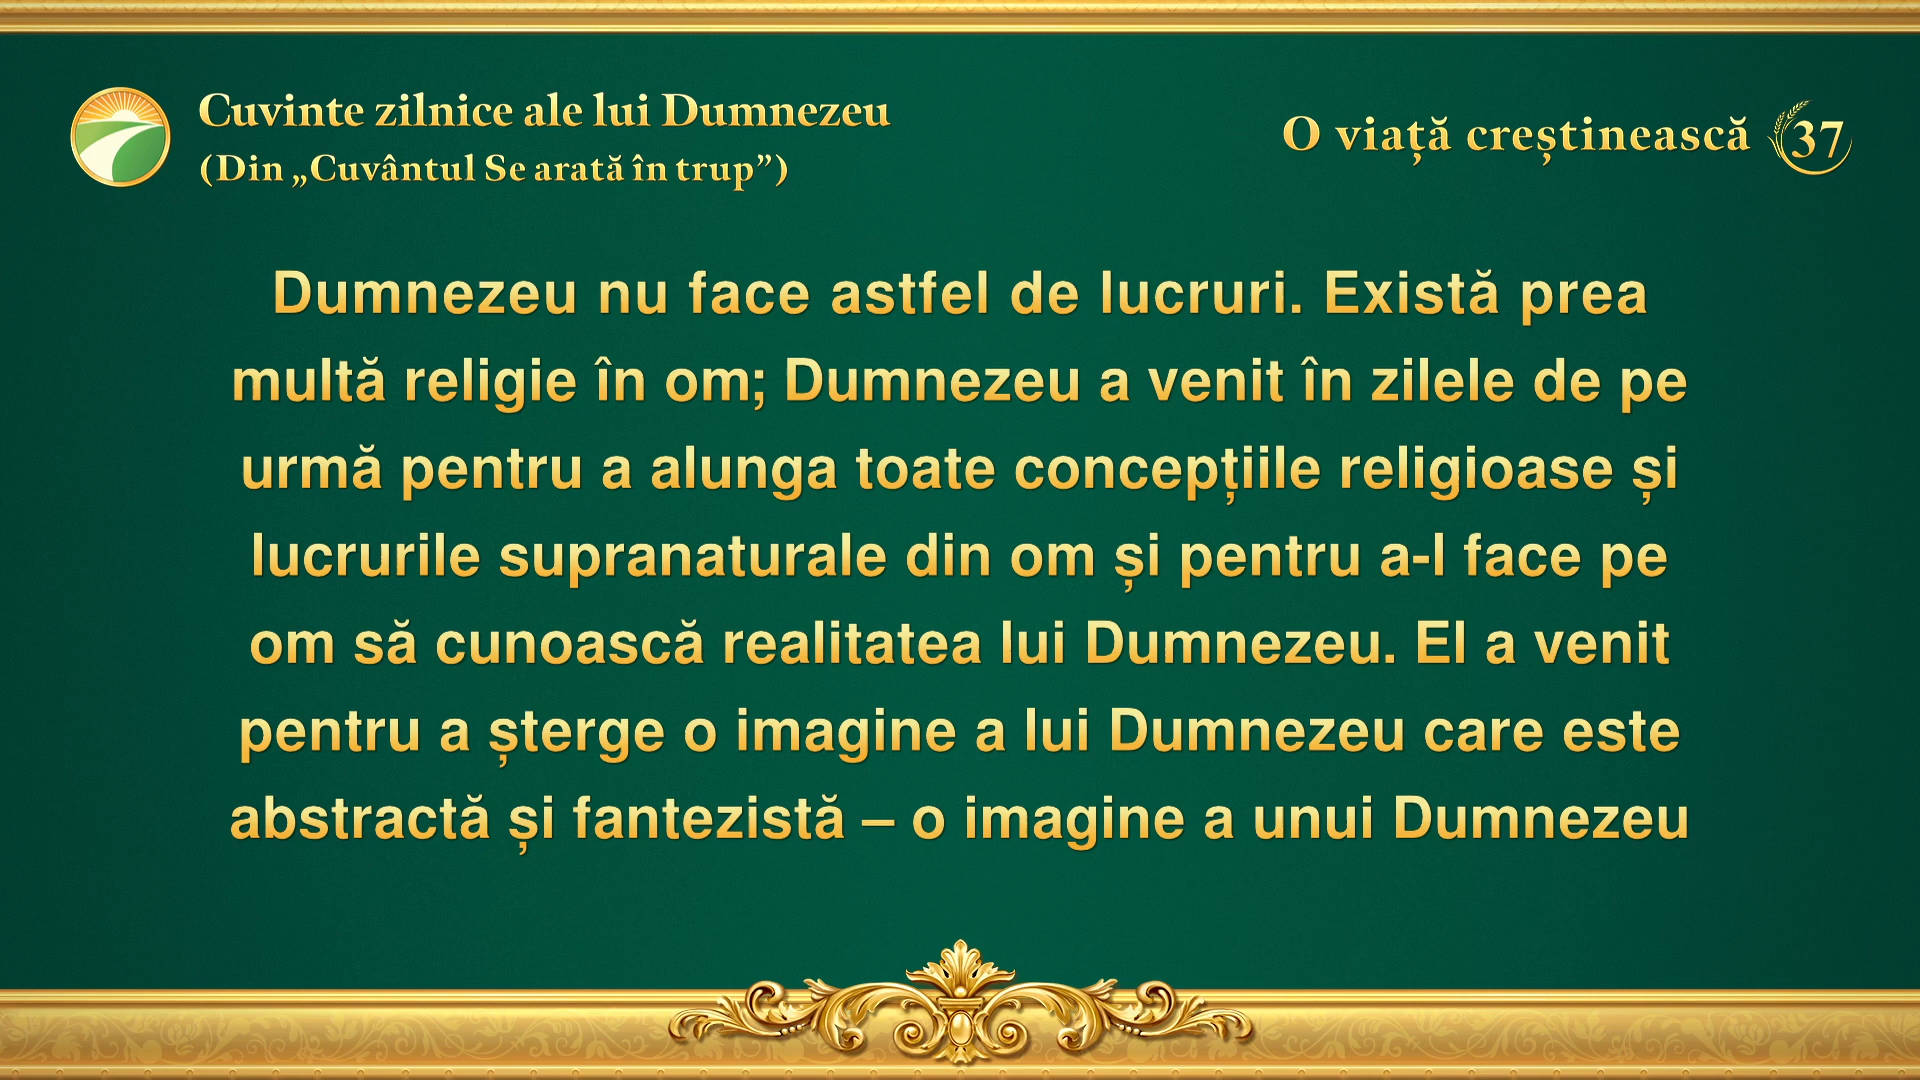 Cuvinte zilnice ale lui Dumnezeu
(Din „Cuvântul Se arată în trup”)
O viață creștinească 37
Dumnezeu nu face astfel de lucruri. Există prea
multă religie în om; Dumnezeu a venit în zilele de pe
urmă pentru a alunga toate concepțiile religioase și
lucrurile supranaturale din om și pentru a-l face pe
om să cunoască realitatea lui Dumnezeu. El a venit
pentru a șterge o imagine a lui Dumnezeu care este
abstractă și fantezistă – o imagine a unui Dumnezeu